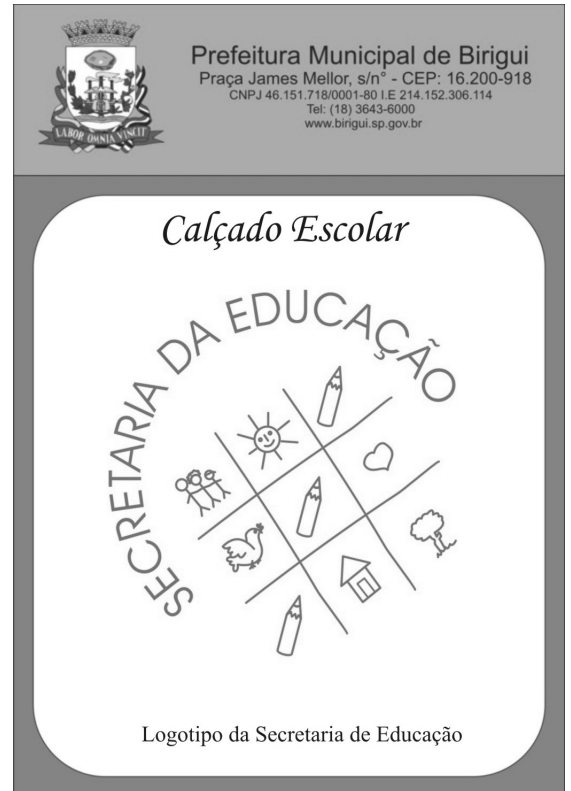 Prefeitura Municipal de Birigui
Praça James Mellor, s/n° - CEP: 16.200-918
CNPJ 46.151.718/0001-80 I.E 214.152.306.114
Tel: (18) 3643-6000
www.birigui.sp.gov.br
LABOR OMNIA VINCIT
Calçado Escolar
SECRETARIA DA EDUCAÇÃO
Logotipo da Secretaria de Educação